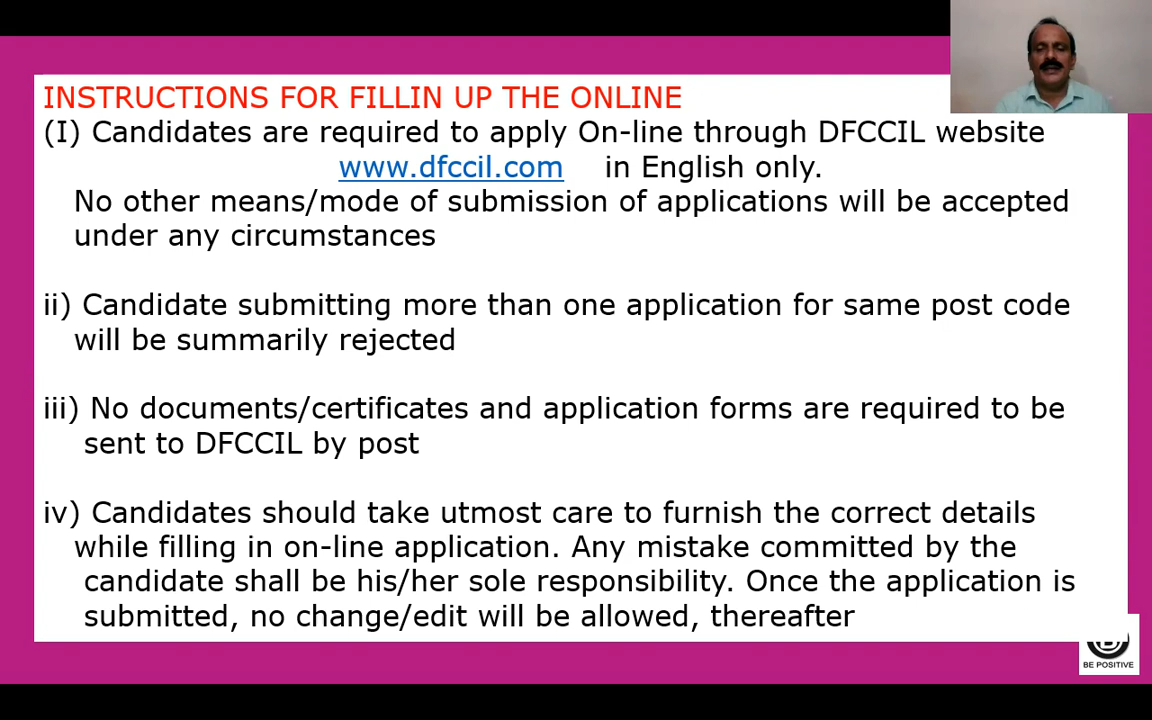 INSTRUCTIONS FOR FILLIN UP THE ONLINE
(I) Candidates are required to apply On-line through DFCCIL website
www.dfccil.com in English only.
No other means/mode of submission of applications will be accepted
under any circumstances
ii) Candidate submitting more than one application for same post code
will be summarily rejected
iii) No documents/certificates and application forms are required to be
sent to DFCCIL by post
iv) Candidates should take utmost care to furnish the correct details
while filling in on-line application. Any mistake committed by the
candidate shall be his/her sole responsibility. Once the application is
submitted, no change/edit will be allowed, thereafter
BE POSITIVE